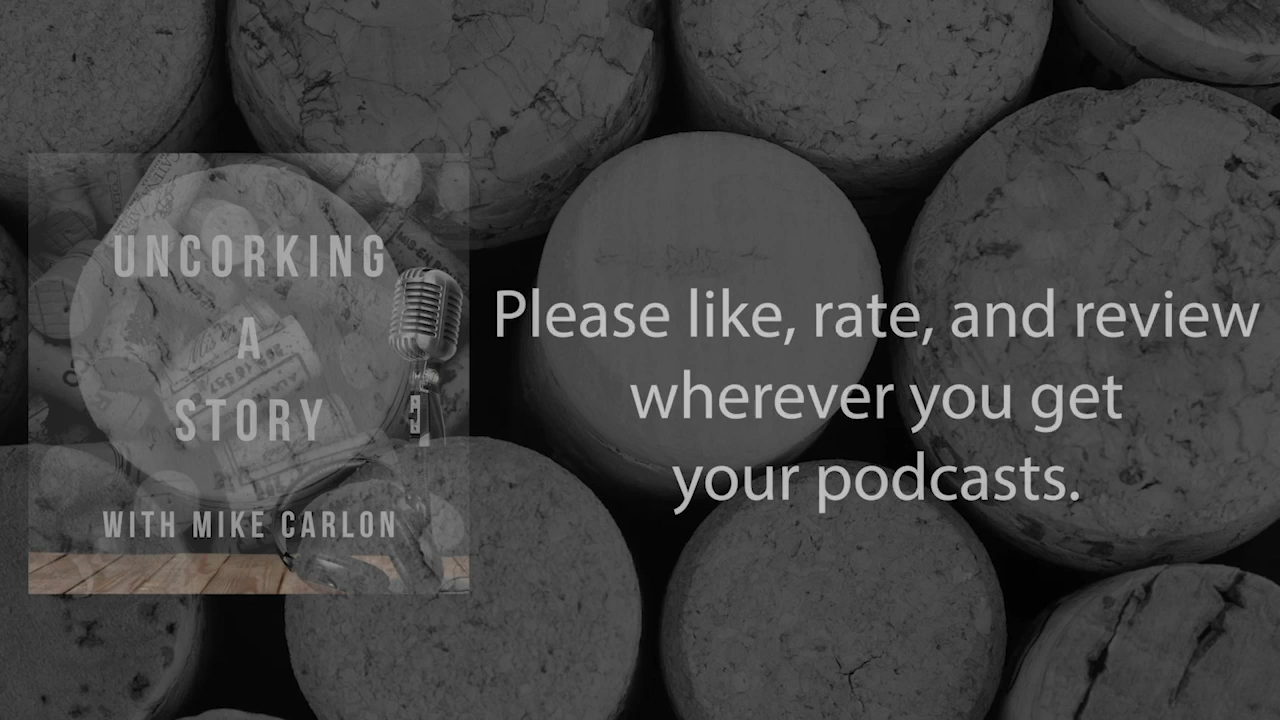 UNCORKING
A
STORY
WITH MIKE CARLON
Please like, rate, and review
wherever you get
your podcasts.